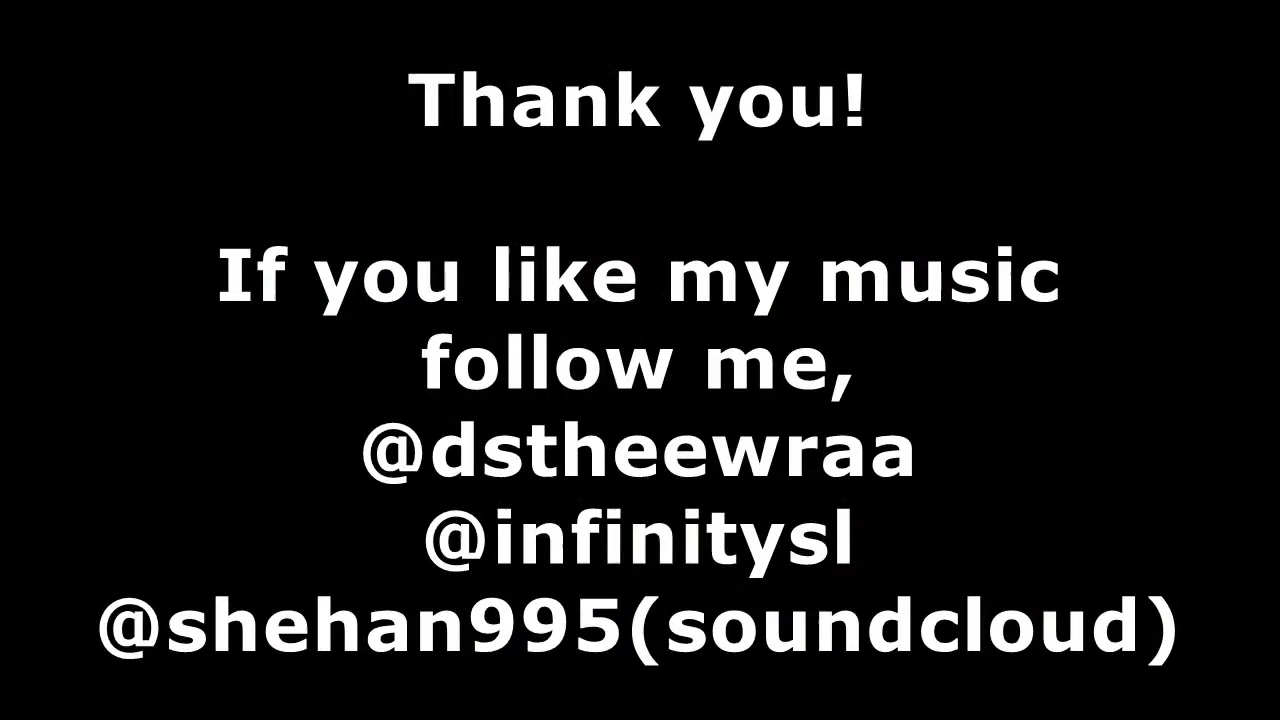 Thank you!
If you like my music
follow me,
@dstheewraa
@infinitysl
@shehan995(soundcloud)